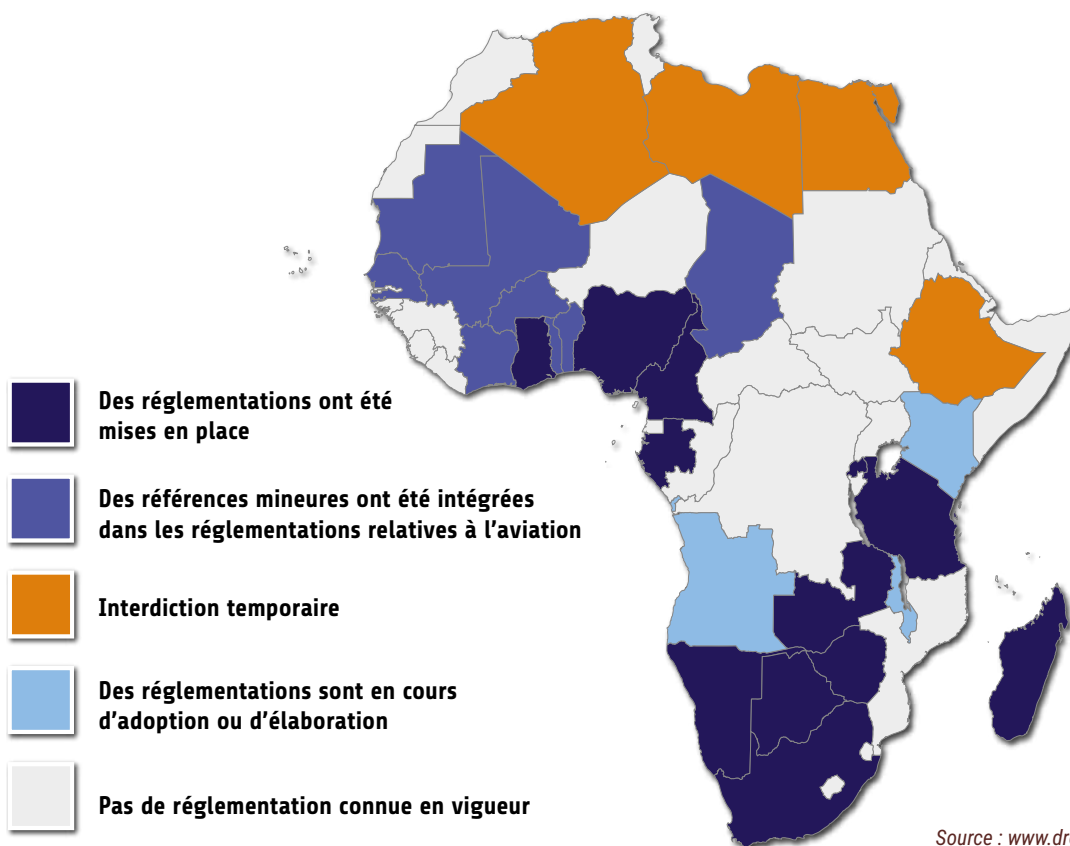 Des réglementations ont été
mises en place
Des références mineures ont été intégrées
dans les réglementations relatives à l'aviation
Interdiction temporaire
Des réglementations sont en cours
d'adoption ou d'élaboration
Pas de réglementation connue en vigueur
Source : www.dr